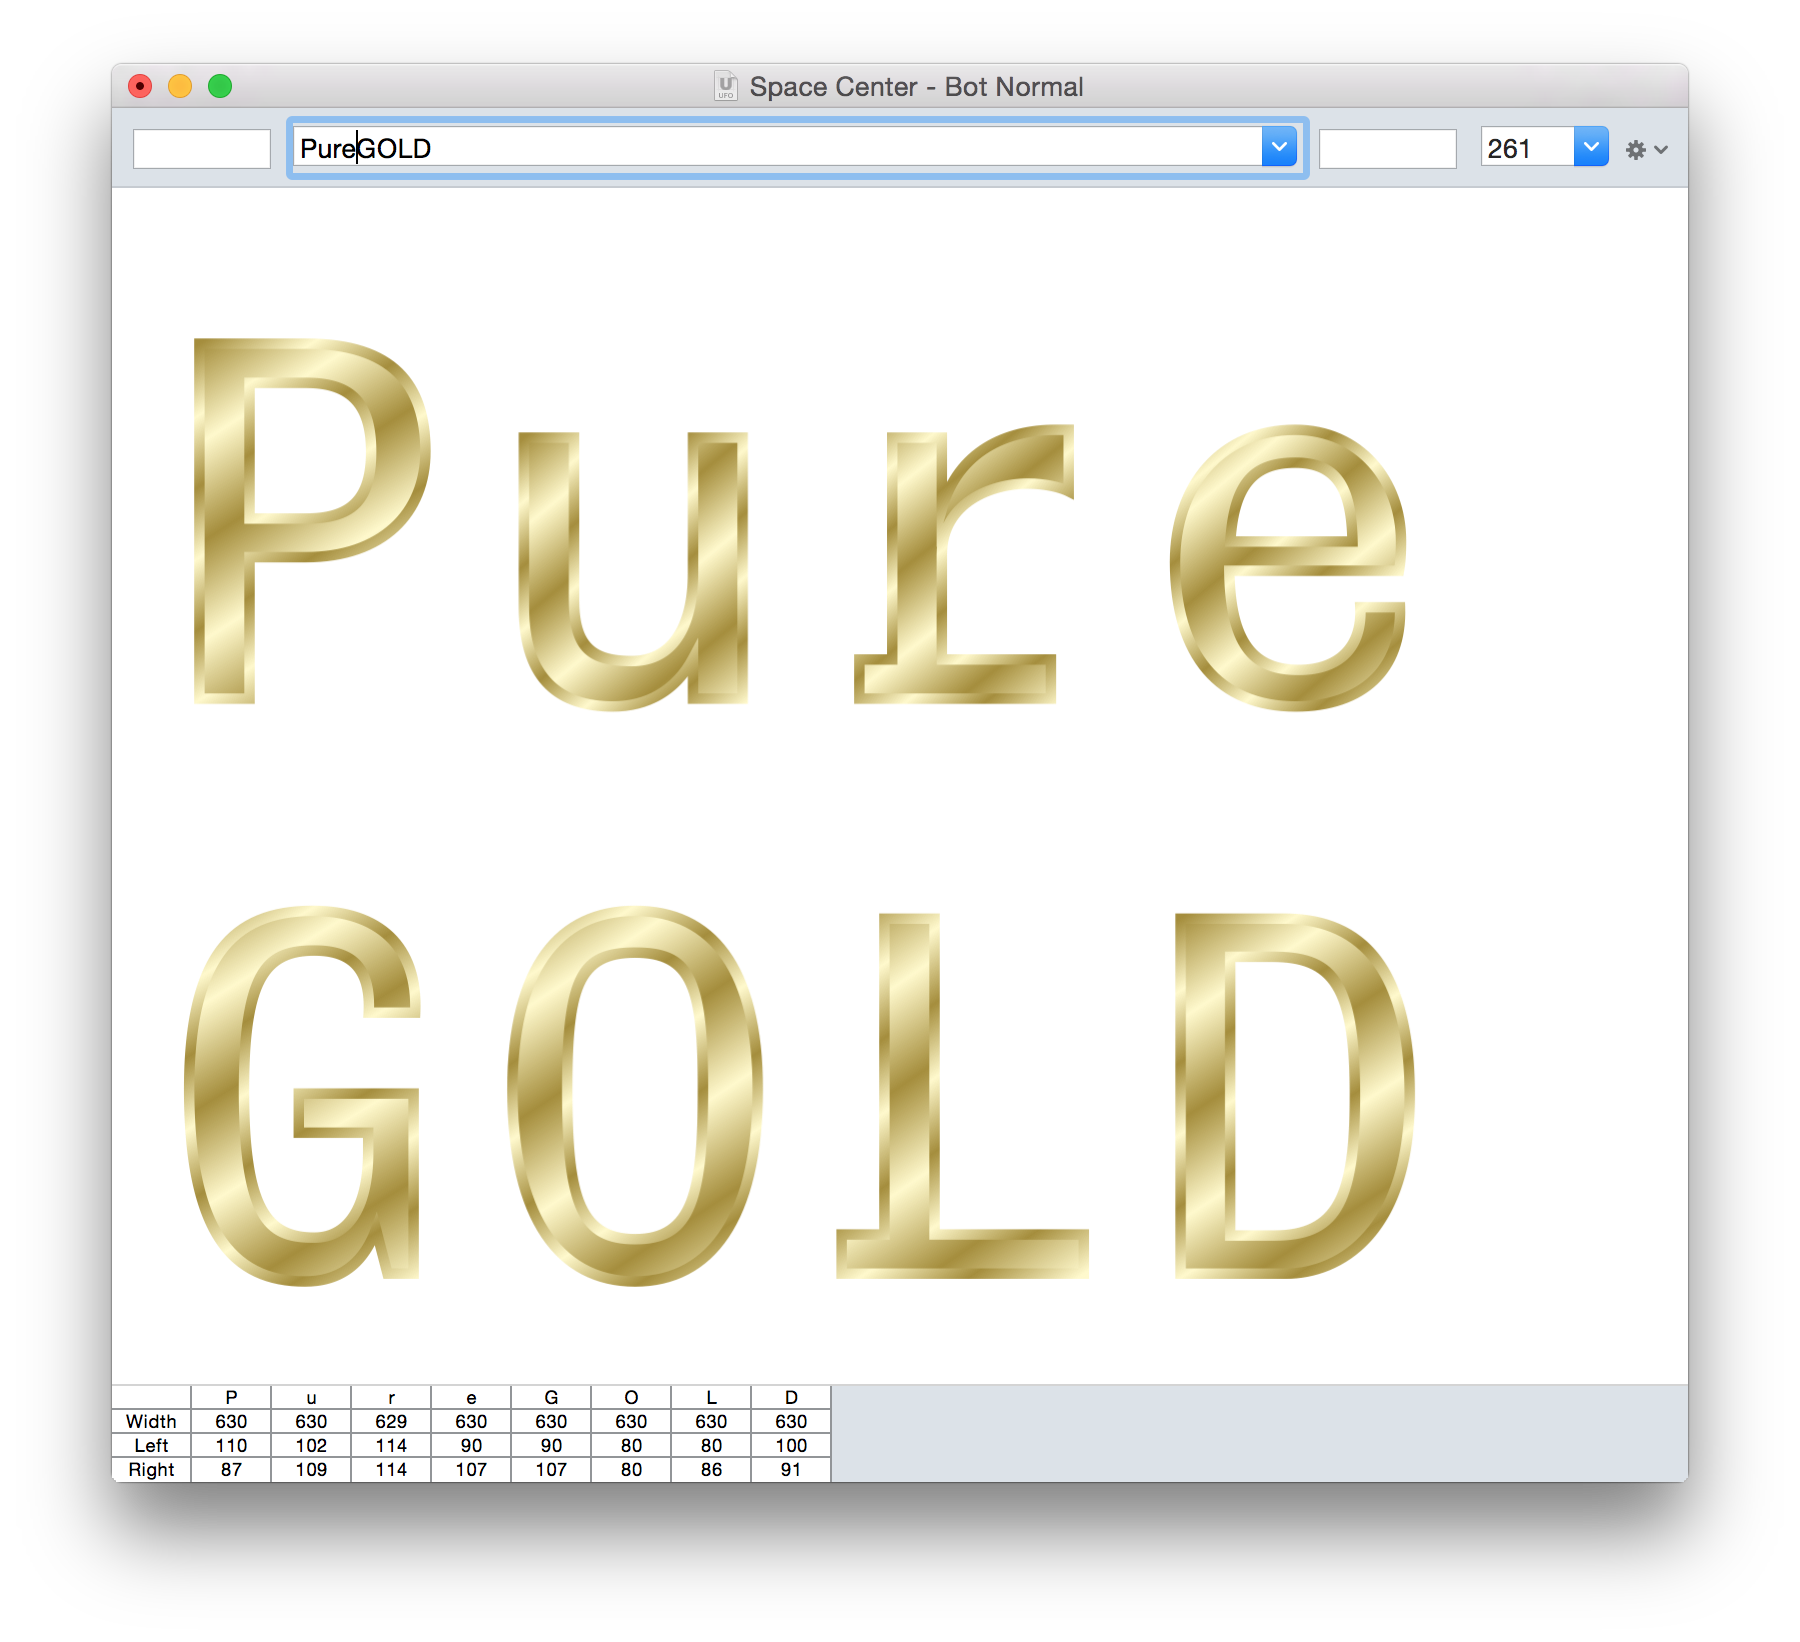 Space Center - Bot Normal
PureGOLD 261
Pure
GOLD
P u r e G O L D
Width 630 630 629 630 630 630 630 630
Left 110 102 114 90 90 80 80 100
Right 87 109 114 107 107 80 86 91